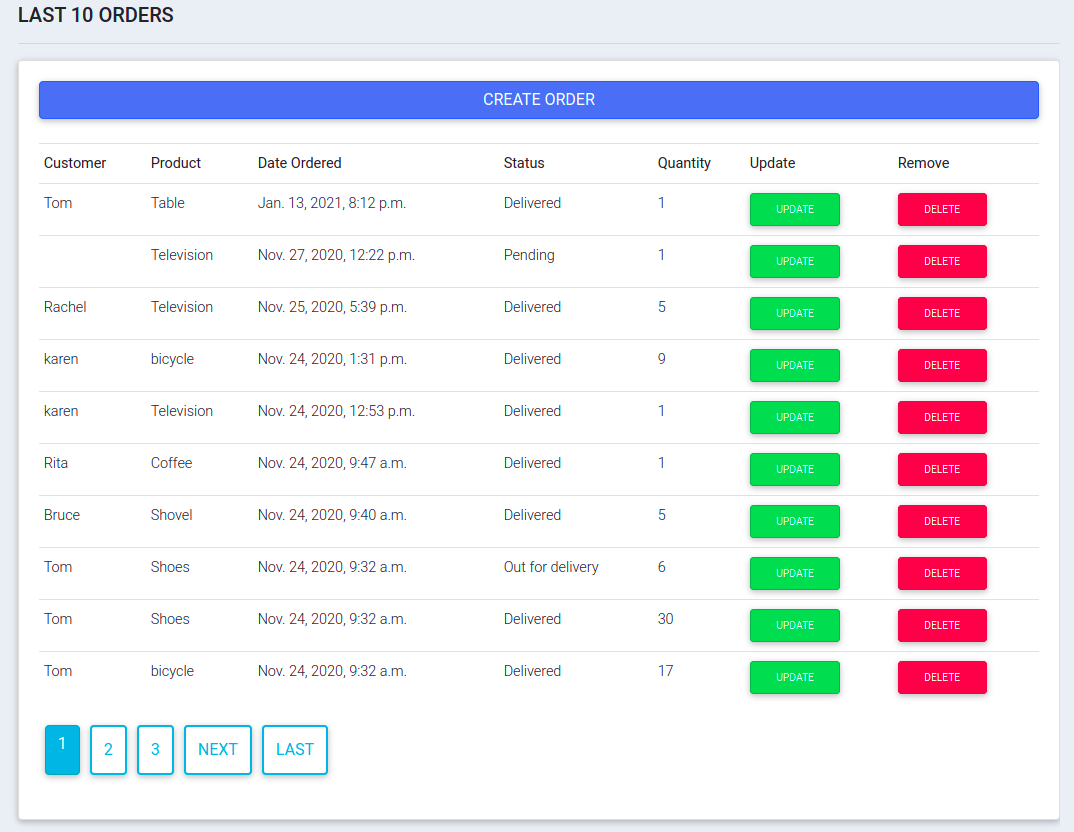 LAST 10 ORDERS
CREATE ORDER
Customer Product Date Ordered Status Quantity Update Remove
Tom Table Jan. 13, 2021, 8:12 p.m. Delivered 1 UPDATE DELETE
Television Nov. 27, 2020, 12:22 p.m. Pending 1 UPDATE DELETE
Rachel Television Nov. 25, 2020, 5:39 p.m. Delivered 5 UPDATE DELETE
karen bicycle Nov. 24, 2020, 1:31 p.m. Delivered 9 UPDATE DELETE
karen Television Nov. 24, 2020, 12:53 p.m. Delivered 1 UPDATE DELETE
Rita Coffee Nov. 24, 2020, 9:47 a.m. Delivered 1 UPDATE DELETE
Bruce Shovel Nov. 24, 2020, 9:40 a.m. Delivered 5 UPDATE DELETE
Tom Shoes Nov. 24, 2020, 9:32 a.m. Out for delivery 6 UPDATE DELETE
Tom Shoes Nov. 24, 2020, 9:32 a.m. Delivered 30 UPDATE DELETE
Tom bicycle Nov. 24, 2020, 9:32 a.m. Delivered 17 UPDATE DELETE
1 2 3 NEXT LAST